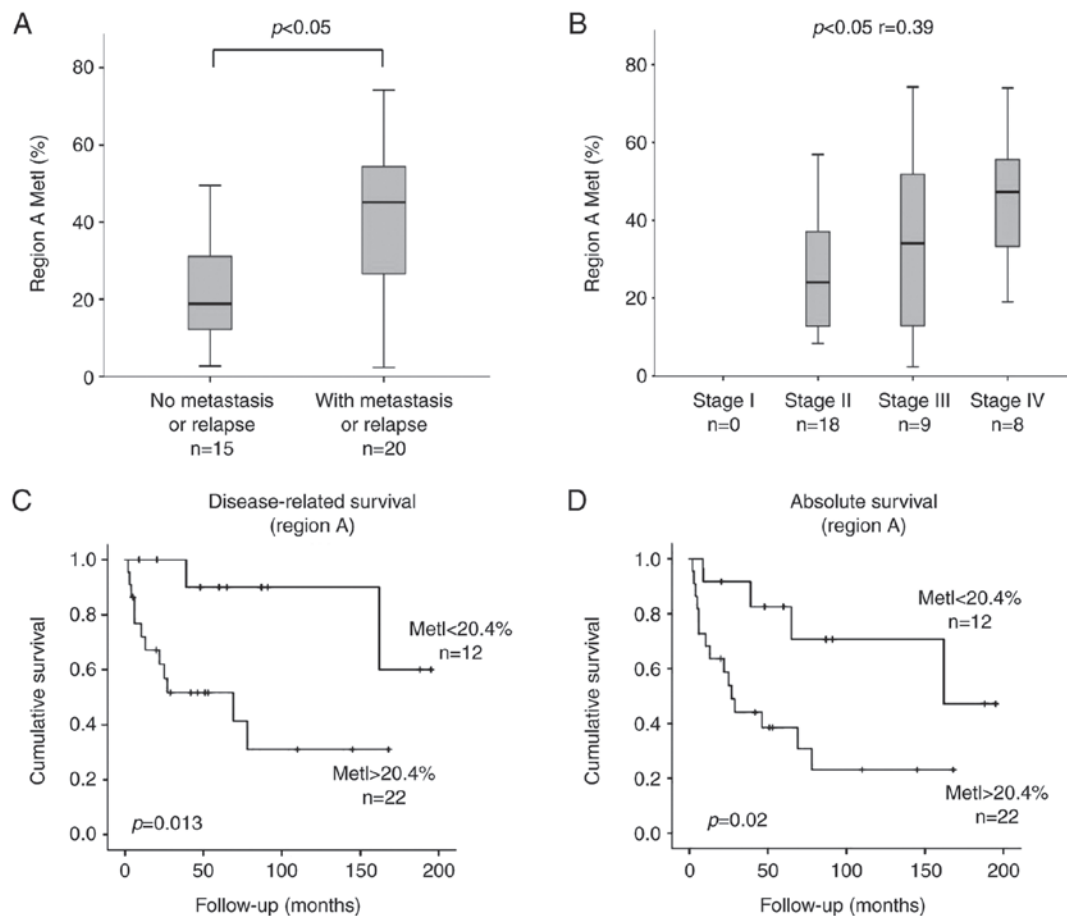 A
p<0.05
Region A MetI (%)
80
60
40
20
0
No metastasis
or relapse
n=15
With metastasis
or relapse
n=20
B
p<0.05 r=0.39
Region A MetI (%)
80
60
40
20
0
Stage I
n=0
Stage II
n=18
Stage III
n=9
Stage IV
n=8
C
Disease-related survival
(region A)
Cumulative survival
1.0
0.8
0.6
0.4
0.2
0.0
MetI<20.4%
n=12
MetI>20.4%
n=22
p=0.013
0
50
100
150
200
Follow-up (months)
D
Absolute survival
(region A)
Cumulative survival
1.0
0.8
0.6
0.4
0.2
0.0
MetI<20.4%
n=12
MetI>20.4%
n=22
p=0.02
0
50
100
150
200
Follow-up (months)